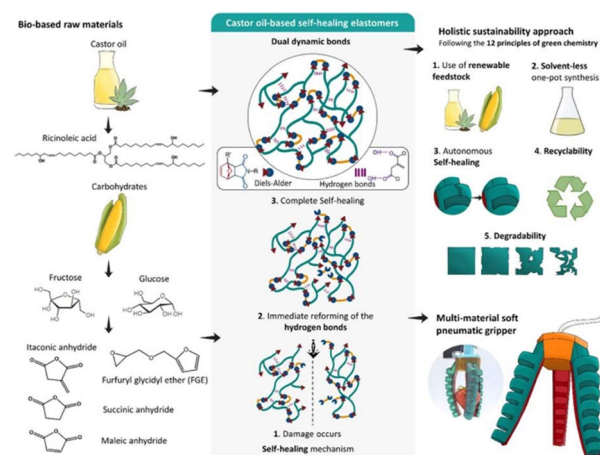 Bio-based raw materials
Castor oil
Ricinoleic acid
Carbohydrates
Fructose
Glucose
Itaconic anhydride
Furfuryl glycidyl ether (FGE)
Succinic anhydride
Maleic anhydride
Castor oil-based self-healing elastomers
Dual dynamic bonds
Diels-Alder
Hydrogen bonds
3. Complete Self-healing
2. Immediate reforming of the
hydrogen bonds
1. Damage occurs
Self-healing mechanism
Holistic sustainability approach
Following the 12 principles of green chemistry
1. Use of renewable
feedstock
2. Solvent-less
one-pot synthesis
3. Autonomous
Self-healing
4. Recyclability
5. Degradability
Multi-material soft
pneumatic gripper